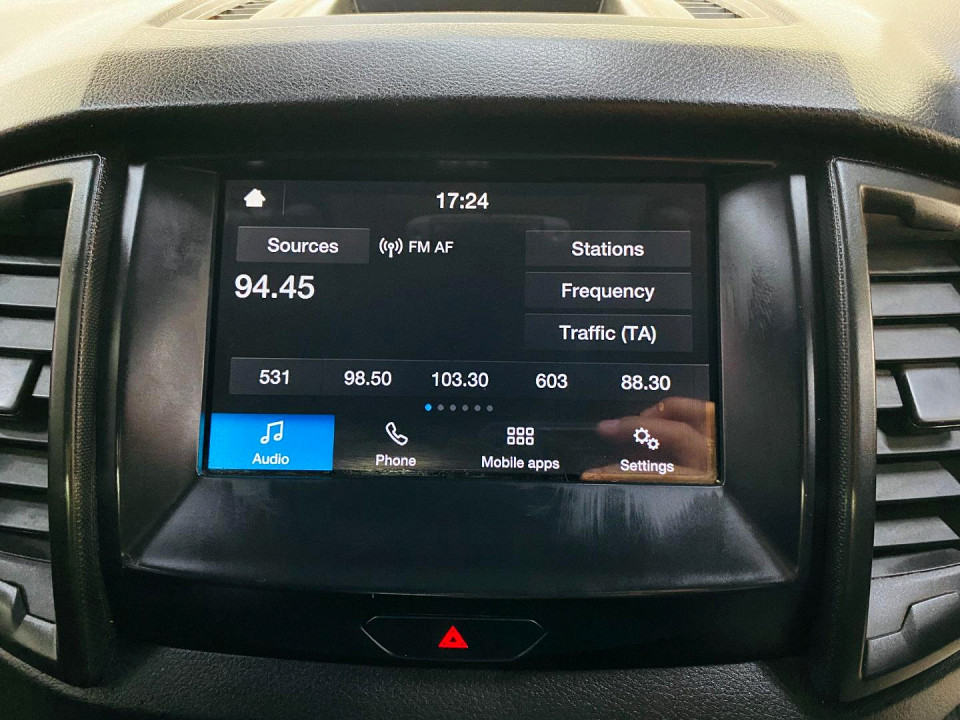 17:24
Sources FM AF
Stations
94.45
Frequency
Traffic (TA)
531 98.50 103.30 603 88.30
Audio Phone Mobile apps Settings